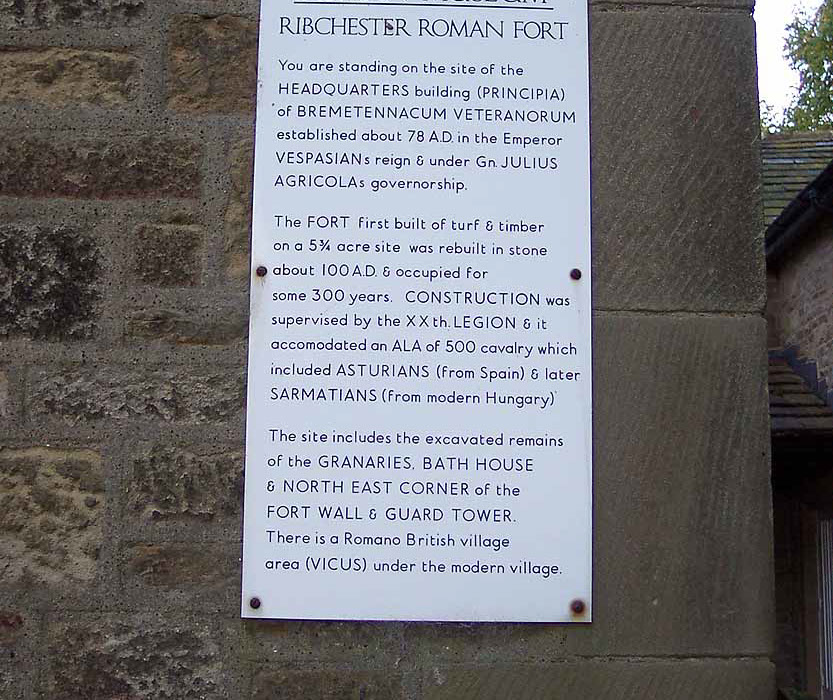 RIBCHESTER ROMAN FORT
You are standing on the site of the
HEADQUARTERS building (PRINCIPIA)
of BREMETENNACUM VETERANORUM
established about 78 A.D. in the Emperor
VESPASIANs reign & under Gn. JULIUS
AGRICOLAs governorship.
The FORT first built of turf & timber
on a 5¾ acre site was rebuilt in stone
about 100 A.D. & occupied for
some 300 years. CONSTRUCTION was
supervised by the XXth. LEGION & it
accomodated an ALA of 500 cavalry which
included ASTURIANS (from Spain) & later
SARMATIANS (from modern Hungary)
The site includes the excavated remains
of the GRANARIES, BATH HOUSE
& NORTH EAST CORNER of the
FORT WALL & GUARD TOWER.
There is a Romano British village
area (VICUS) under the modern village.